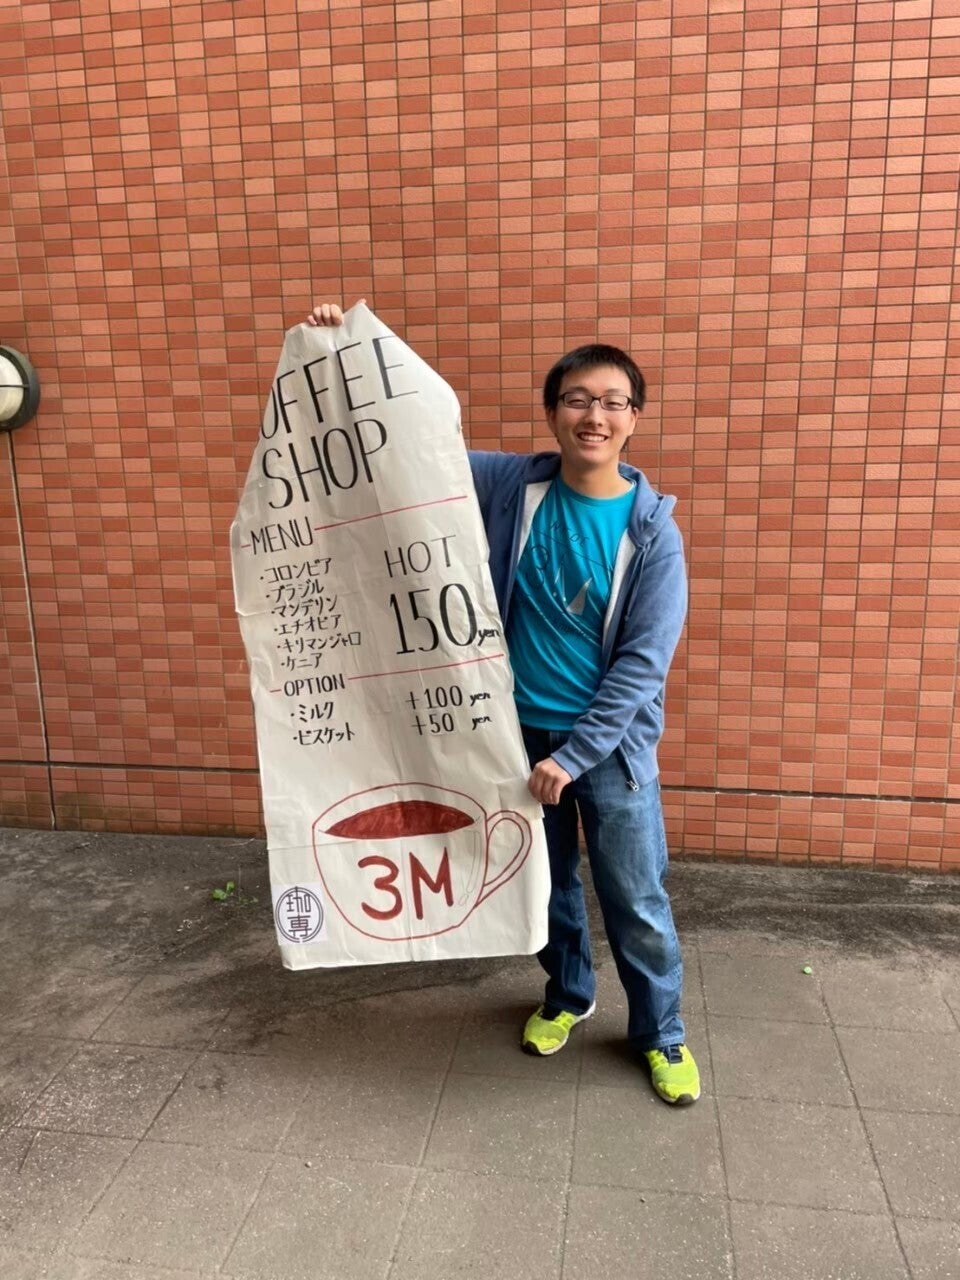 OFFEE
SHOP
MENU
・コロンビア
・ブラジル
・マンデリン
・エチオピア
・キリマンジャロ
・ケニア
HOT
150yen
OPTION
・ミルク +100 yen
・ビスケット +50 yen
3M
珈
専